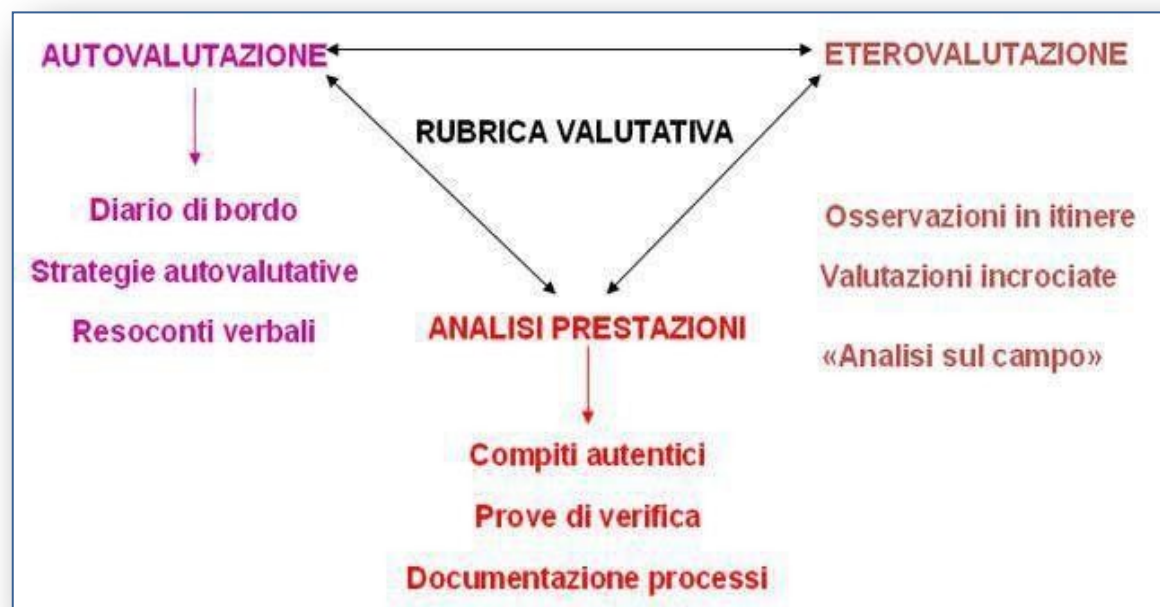 AUTOVALUTAZIONE
ETEROVALUTAZIONE
RUBRICA VALUTATIVA
Diario di bordo
Strategie autovalutative
Resoconti verbali
Osservazioni in itinere
Valutazioni incrociate
«Analisi sul campo»
ANALISI PRESTAZIONI
Compiti autentici
Prove di verifica
Documentazione processi